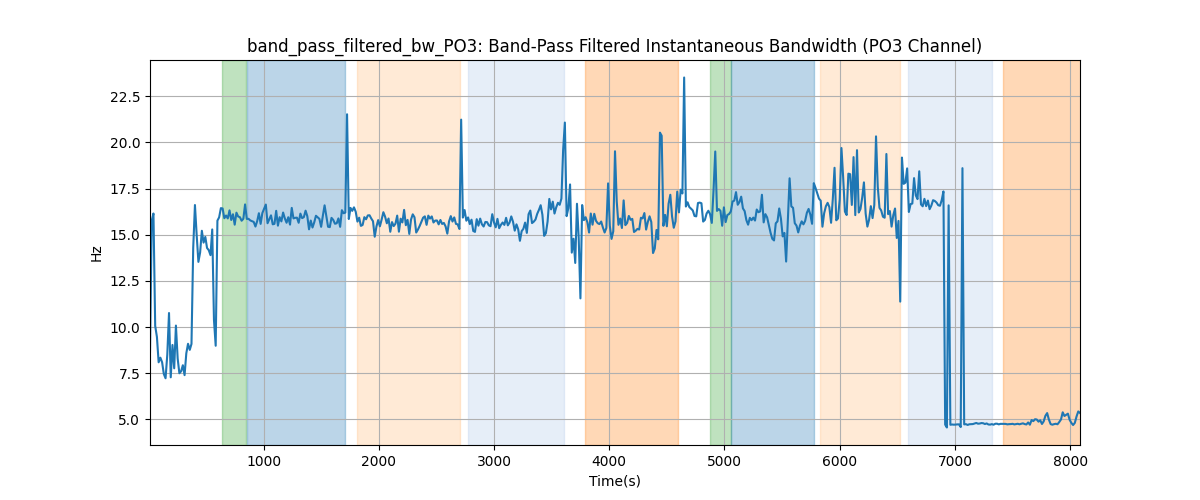 band_pass_filtered_bw_PO3: Band-Pass Filtered Instantaneous Bandwidth (PO3 Channel)
22.5
20.0
17.5
15.0
12.5
10.0
7.5
5.0
Hz
1000 2000 3000 4000 5000 6000 7000 8000
Time(s)